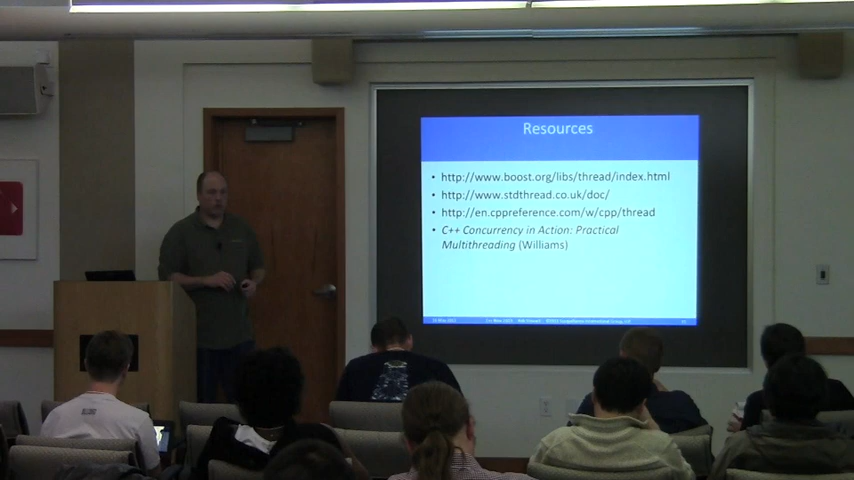 Resources
• http://www.boost.org/libs/thread/index.html
• http://www.stdthread.co.uk/doc/
• http://en.cppreference.com/w/cpp/thread
• C++ Concurrency in Action: Practical
Multithreading (Williams)